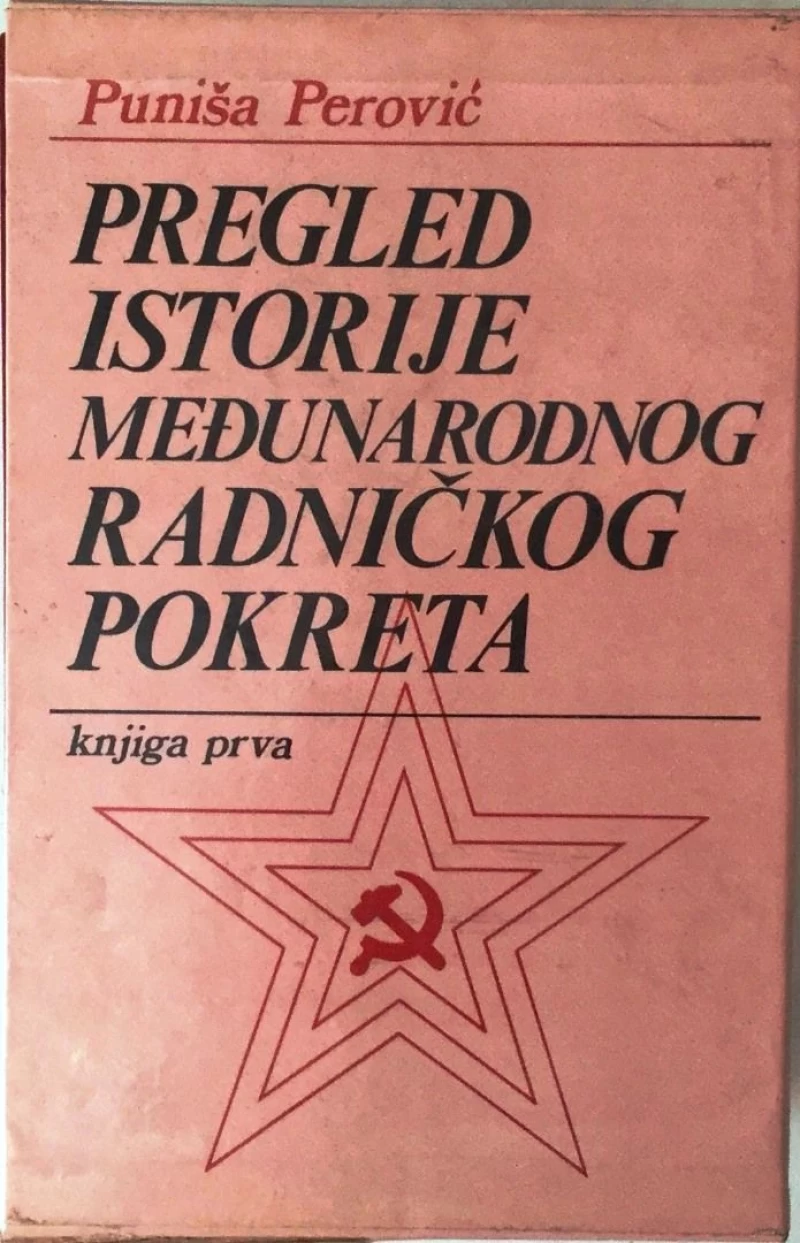 Puniša Perović
PREGLED
ISTORIJE
MEĐUNARODNOG
RADNIČKOG
POKRETA
knjiga prva